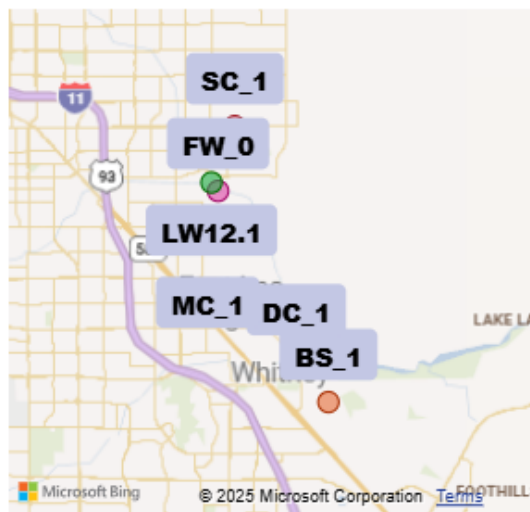 SC_1
11
FW_0
93
LW12.1
MC_1
DC_1
LAKE LA
BS_1
Whitney
Microsoft Bing
© 2025 Microsoft Corporation
Terms
FOOTHILL